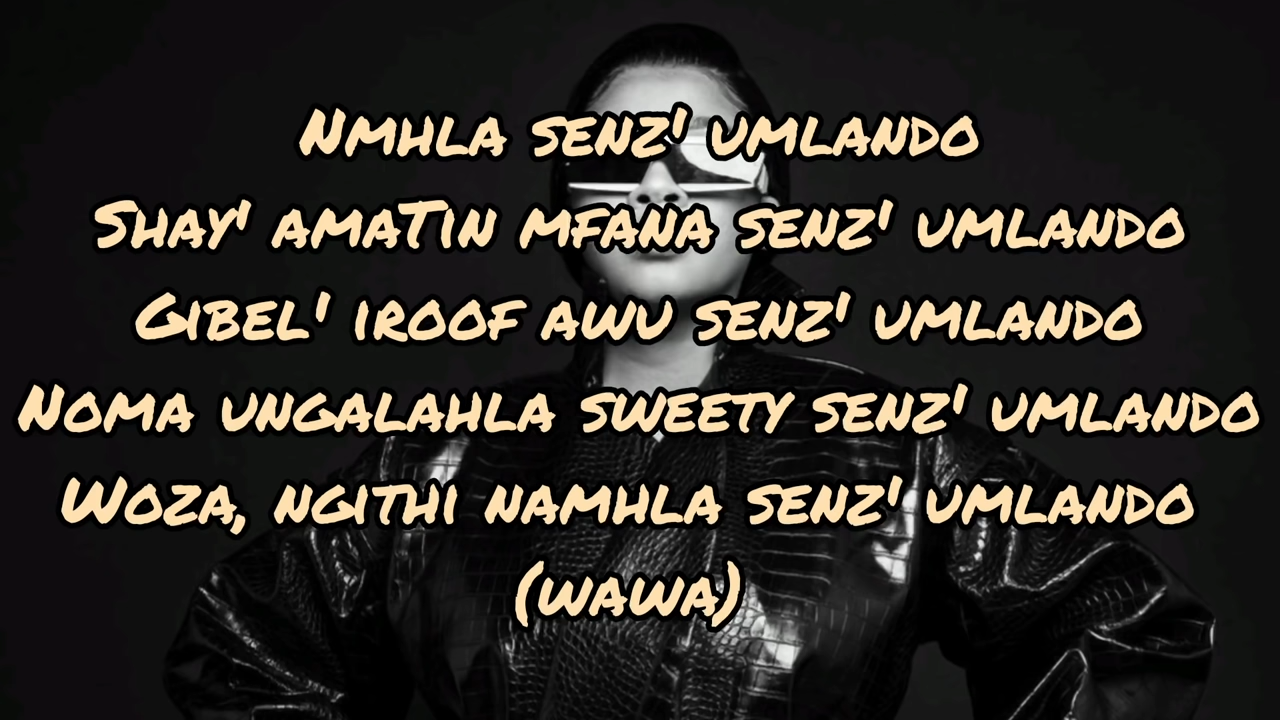 Nmhla senz' umlando
Shay' amaTin mfana senz' umlando
Gibel' iroof awu senz' umlando
Noma ungalahla sweety senz' umlando
Woza, ngithi namhla senz' umlando
(wawa)